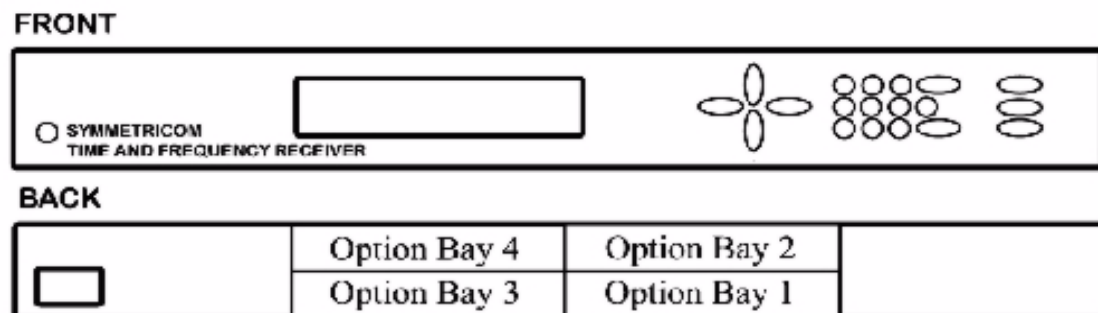 FRONT
SYMMETRICOM
TIME AND FREQUENCY RECEIVER
BACK
Option Bay 4 Option Bay 2
Option Bay 3 Option Bay 1